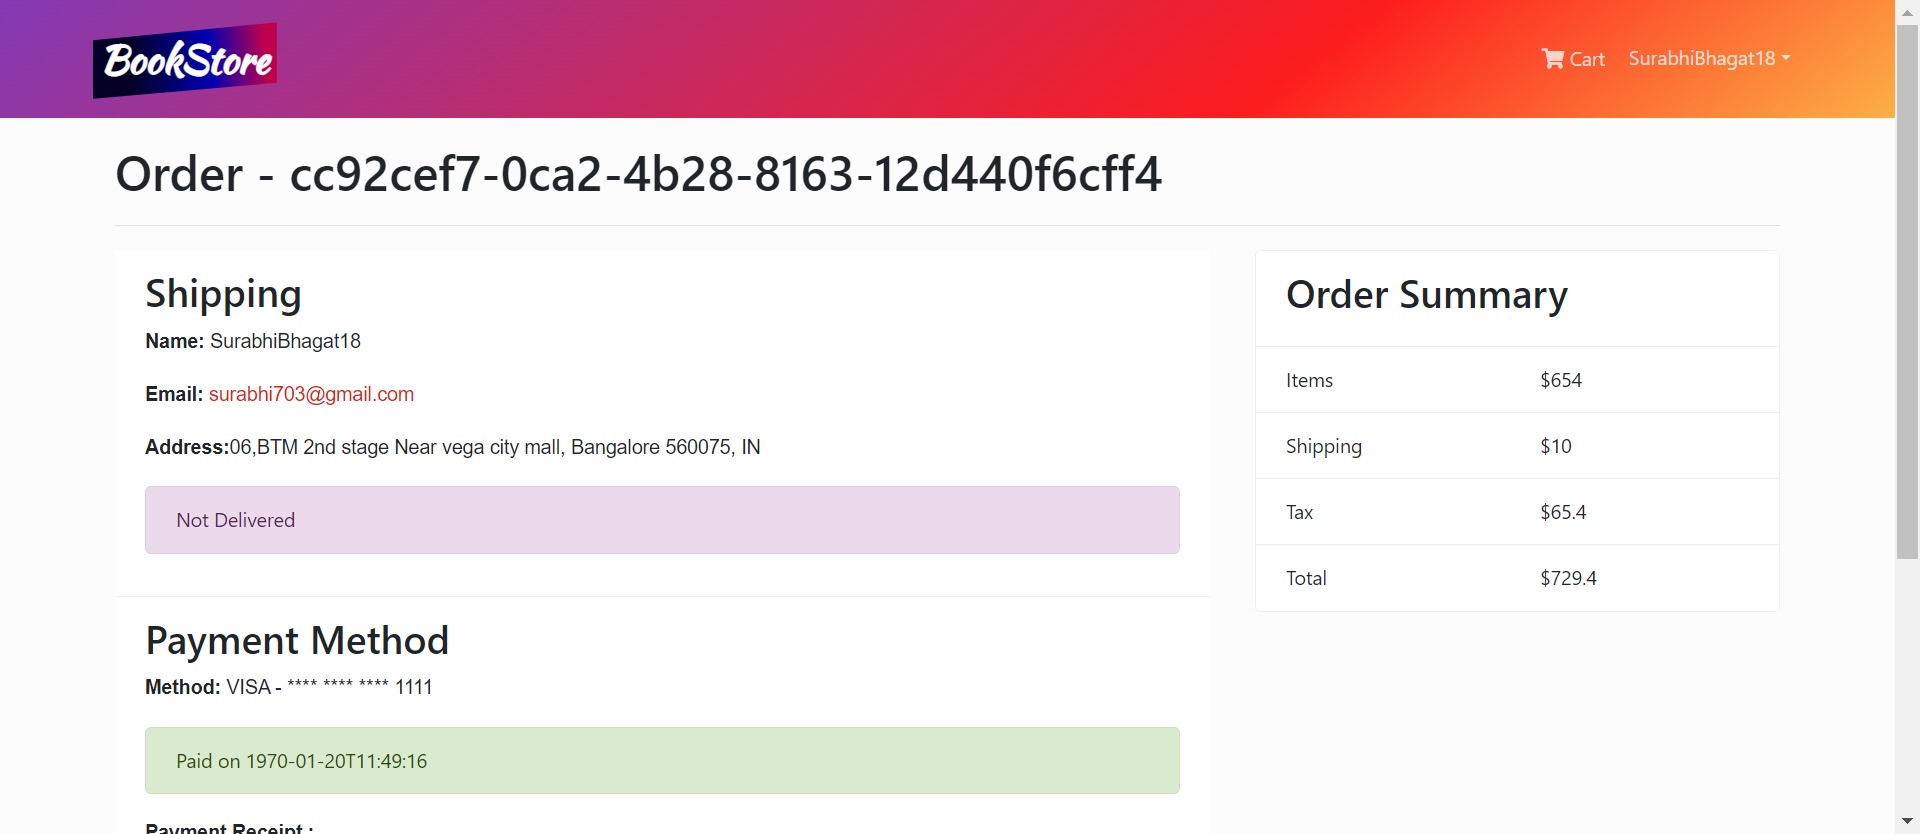 BookStore
Cart SurabhiBhagat18
Order - cc92cef7-0ca2-4b28-8163-12d440f6cff4
Shipping
Name: SurabhiBhagat18
Email: surabhi703@gmail.com
Address:06,BTM 2nd stage Near vega city mall, Bangalore 560075, IN
Not Delivered
Payment Method
Method: VISA - **** **** **** 1111
Paid on 1970-01-20T11:49:16
Payment Receipt :
Order Summary
Items $654
Shipping $10
Tax $65.4
Total $729.4